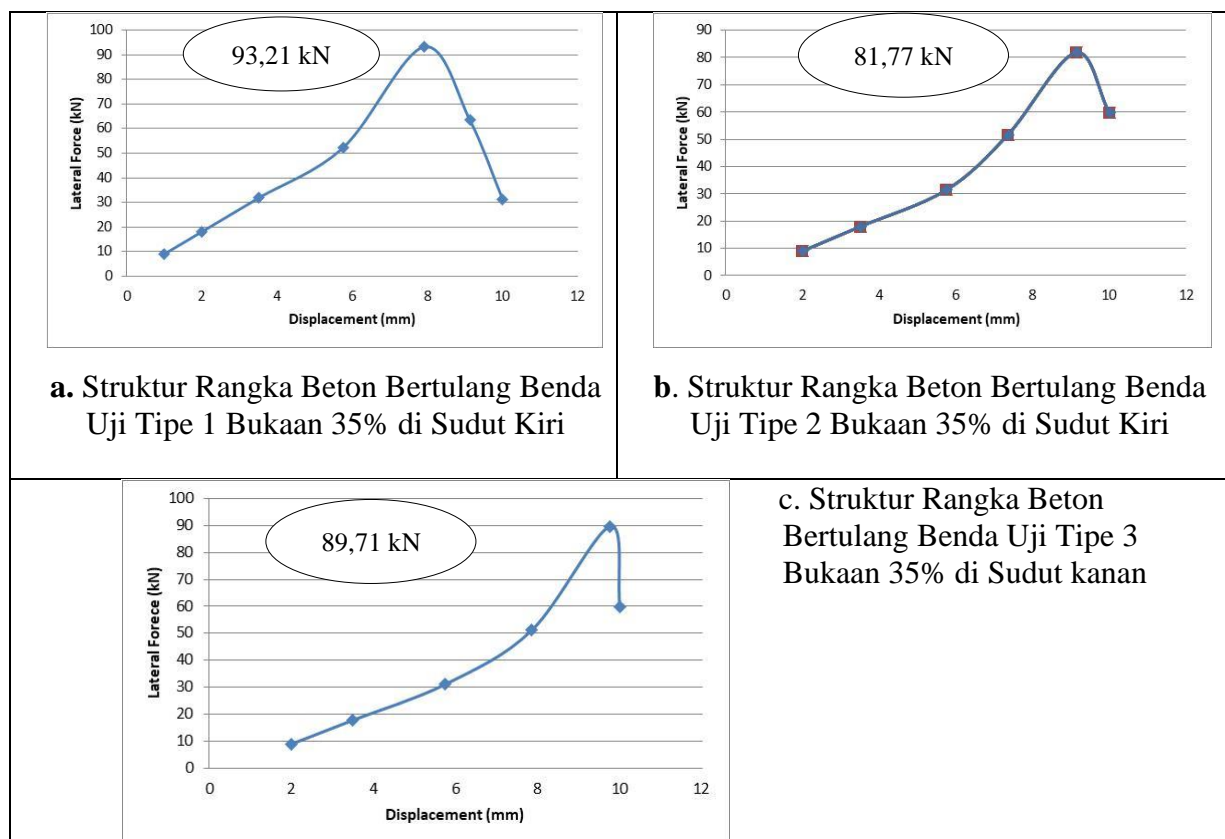 93,21 kN
Lateral Force (kN)
100
90
80
70
60
50
40
30
20
10
0
0 2 4 6 8 10 12
Displacement (mm)
a. Struktur Rangka Beton Bertulang Benda
Uji Tipe 1 Bukaan 35% di Sudut Kiri
81,77 kN
Lateral Force (kN)
90
80
70
60
50
40
30
20
10
0
0 2 4 6 8 10 12
Displacement (mm)
b. Struktur Rangka Beton Bertulang Benda
Uji Tipe 2 Bukaan 35% di Sudut Kiri
89,71 kN
Lateral Forece (kN)
100
90
80
70
60
50
40
30
20
10
0
0 2 4 6 8 10 12
Displacement (mm)
c. Struktur Rangka Beton
Bertulang Benda Uji Tipe 3
Bukaan 35% di Sudut kanan